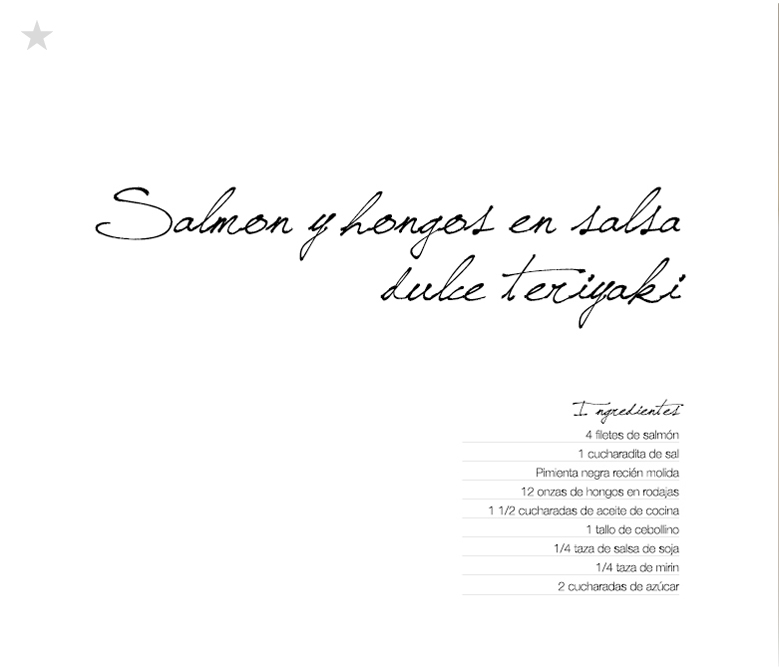 Salmon y hongos en salsa
dulce teriyaki
Ingredientes
4 filetes de salmón
1 cucharadita de sal
Pimienta negra recién molida
12 onzas de hongos en rodajas
1 1/2 cucharadas de aceite de cocina
1 tallo de cebollino
1/4 taza de salsa de soja
1/4 taza de mirin
2 cucharadas de azúcar